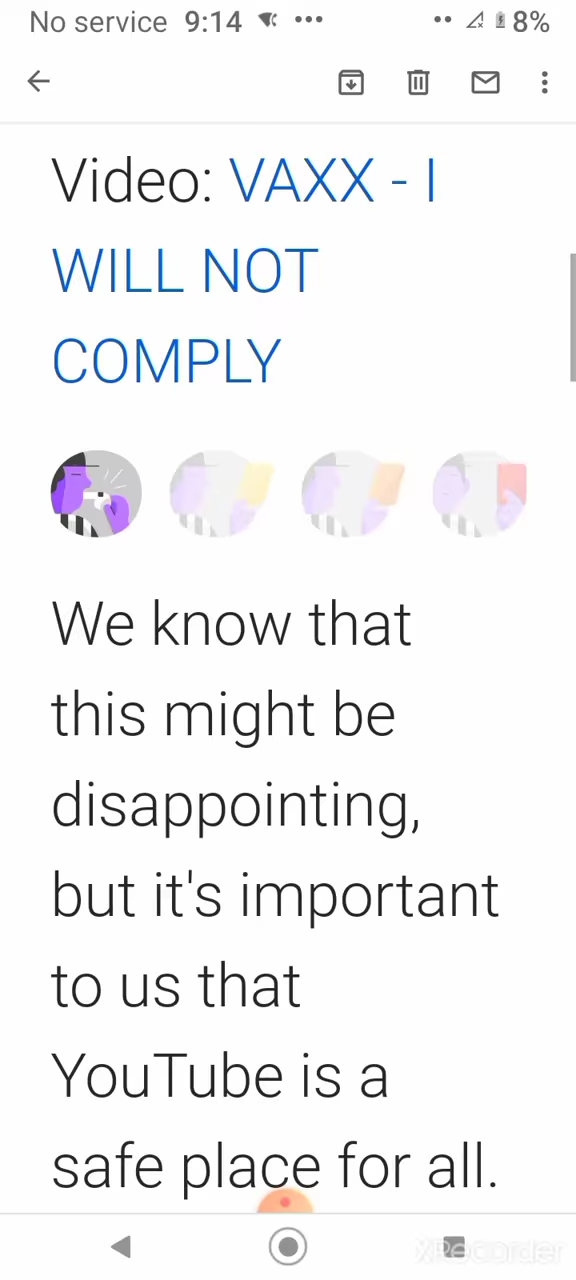 No service 9:14 8%
Video: VAXX - I
WILL NOT
COMPLY
We know that
this might be
disappointing,
but it's important
to us that
YouTube is a
safe place for all.
XRecorder